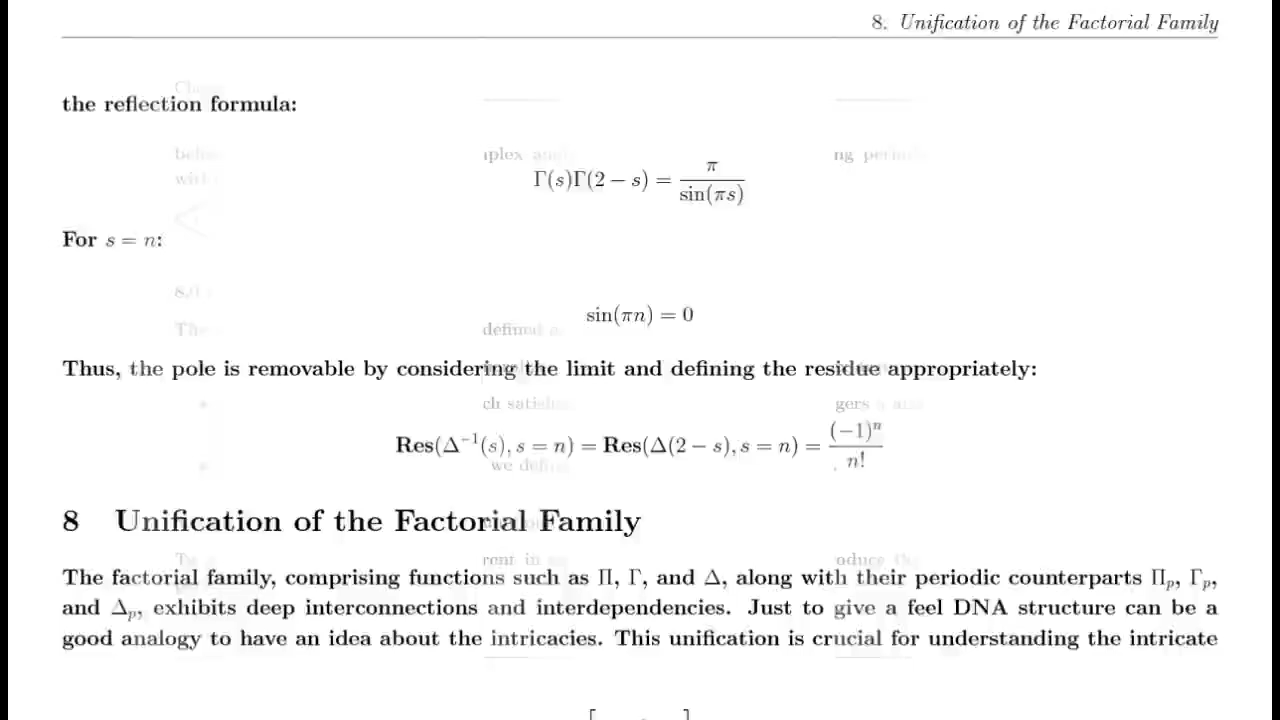 8. Unification of the Factorial Family
the reflection formula:
Γ(s)Γ(2 − s) = π / sin(πs)
For s = n:
sin(πn) = 0
Thus, the pole is removable by considering the limit and defining the residue appropriately:
Res(Δ⁻¹(s), s = n) = Res(Δ(2 − s), s = n) = (−1)ⁿ / n!
8 Unification of the Factorial Family
The factorial family, comprising functions such as Π, Γ, and Δ, along with their periodic counterparts Πₚ, Γₚ,
and Δₚ, exhibits deep interconnections and interdependencies. Just to give a feel DNA structure can be a
good analogy to have an idea about the intricacies. This unification is crucial for understanding the intricate